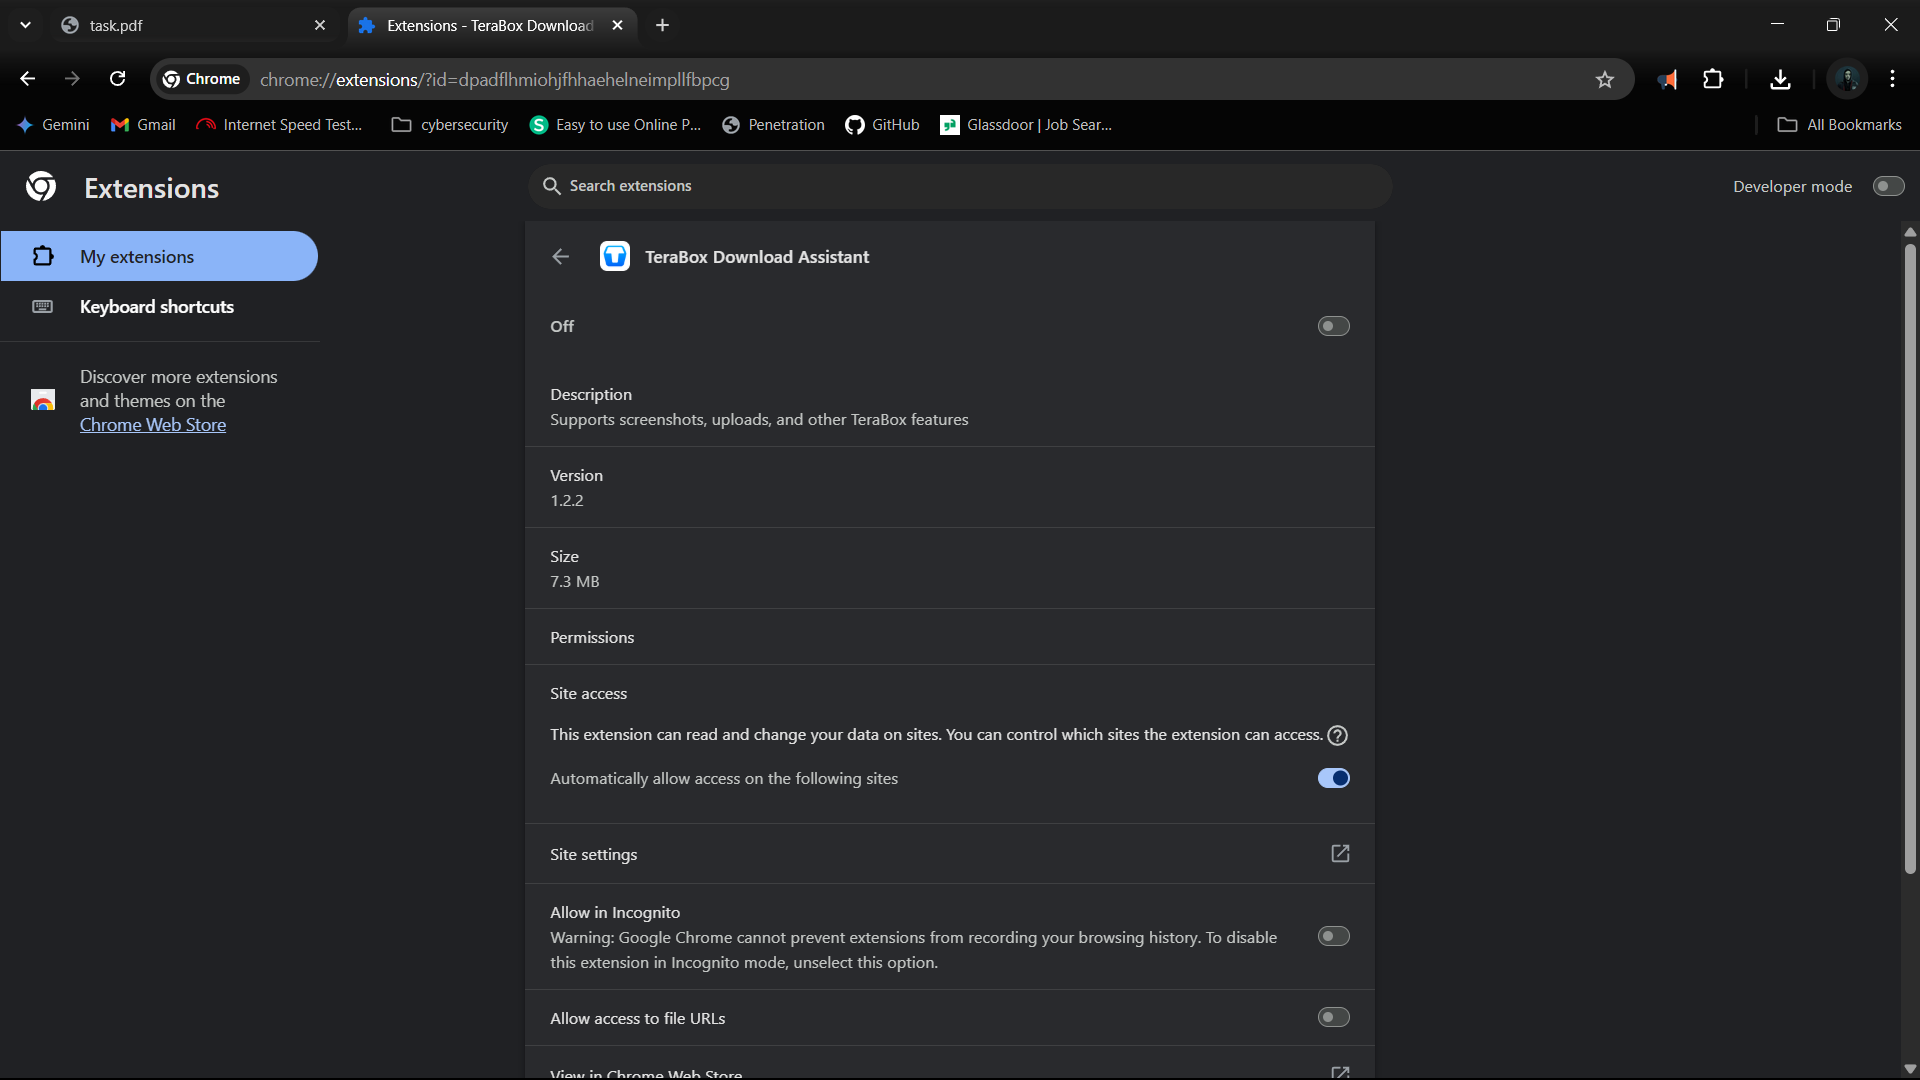 task.pdf
Extensions - TeraBox Download
Chrome
chrome://extensions/?id=dpadflhmiohjfhhaehelneimpllfbpcg
Gemini
Gmail
Internet Speed Test...
cybersecurity
Easy to use Online P...
Penetration
GitHub
Glassdoor | Job Sear...
All Bookmarks
Extensions
Search extensions
Developer mode
My extensions
Keyboard shortcuts
Discover more extensions
and themes on the
Chrome Web Store
TeraBox Download Assistant
Off
Description
Supports screenshots, uploads, and other TeraBox features
Version
1.2.2
Size
7.3 MB
Permissions
Site access
This extension can read and change your data on sites. You can control which sites the extension can access.
Automatically allow access on the following sites
Site settings
Allow in Incognito
Warning: Google Chrome cannot prevent extensions from recording your browsing history. To disable
this extension in Incognito mode, unselect this option.
Allow access to file URLs
View in Chrome Web Store